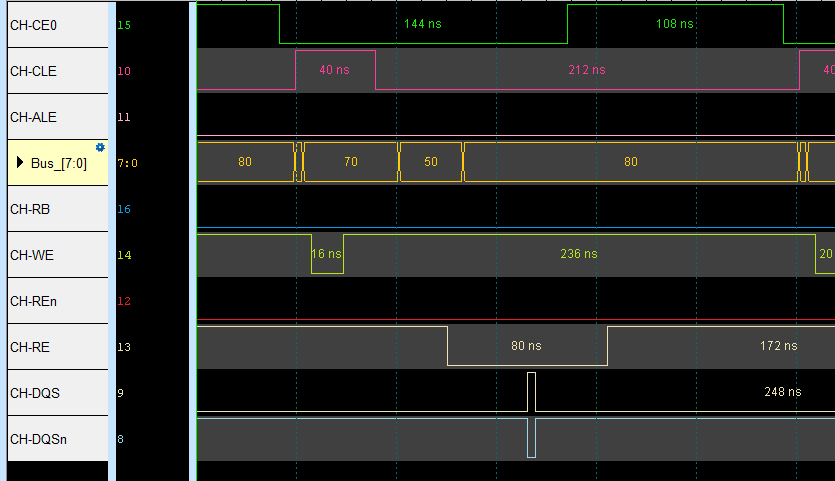 CH-CE0 15 144 ns 108 ns
CH-CLE 10 40 ns 212 ns 40
CH-ALE 11
Bus_[7:0] 7:0 80 70 50 80
CH-RB 16
CH-WE 14 16 ns 236 ns 20
CH-REn 12
CH-RE 13 80 ns 172 ns
CH-DQS 9 248 ns
CH-DQSn 8